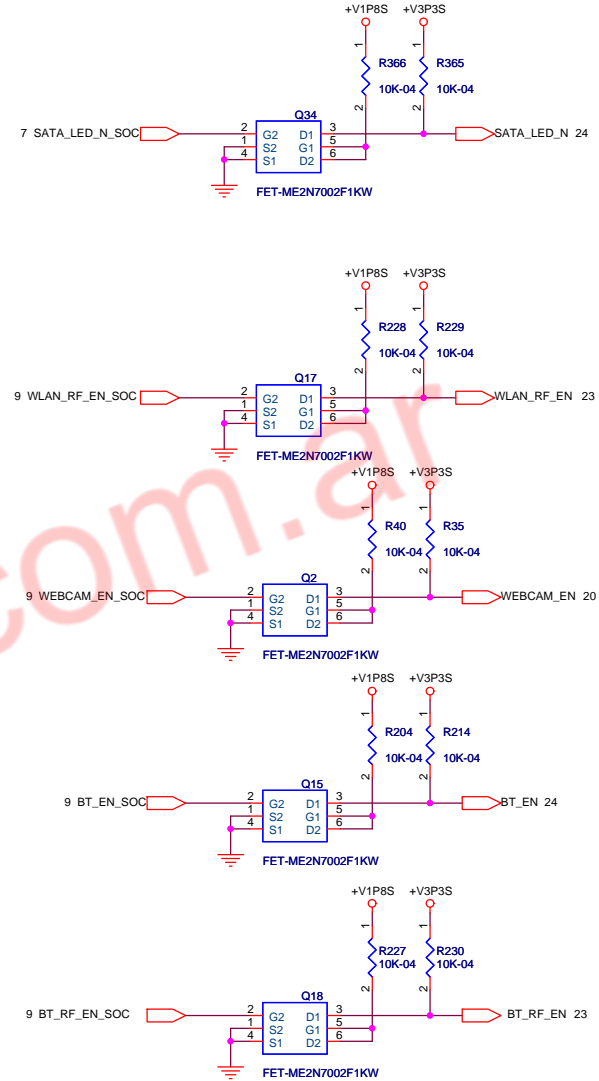 +V1P8S +V3P3S
1 1
R366 R365
10K-04 10K-04
2 2
Q34
7 SATA_LED_N_SOC 2 G2 D1 3 SATA_LED_N 24
1 S2 G1 5
4 S1 D2 6
FET-ME2N7002F1KW
+V1P8S +V3P3S
1 1
R228 R229
10K-04 10K-04
2 2
Q17
9 WLAN_RF_EN_SOC 2 G2 D1 3 WLAN_RF_EN 23
1 S2 G1 5
4 S1 D2 6
FET-ME2N7002F1KW
+V1P8S +V3P3S
1 1
R40 R35
10K-04 10K-04
2 2
Q2
9 WEBCAM_EN_SOC 2 G2 D1 3 WEBCAM_EN 20
1 S2 G1 5
4 S1 D2 6
FET-ME2N7002F1KW
+V1P8S +V3P3S
1 1
R204 R214
10K-04 10K-04
2 2
Q15
9 BT_EN_SOC 2 G2 D1 3 BT_EN 24
1 S2 G1 5
4 S1 D2 6
FET-ME2N7002F1KW
+V1P8S +V3P3S
1 1
R227 R230
10K-04 10K-04
2 2
Q18
9 BT_RF_EN_SOC 2 G2 D1 3 BT_RF_EN 23
1 S2 G1 5
4 S1 D2 6
FET-ME2N7002F1KW
com.ar